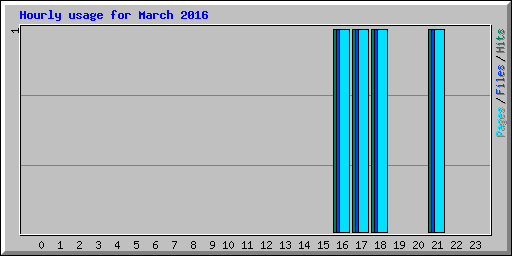 Hourly usage for March 2016
1
Pages/Files/Hits
0 1 2 3 4 5 6 7 8 9 10 11 12 13 14 15 16 17 18 19 20 21 22 23